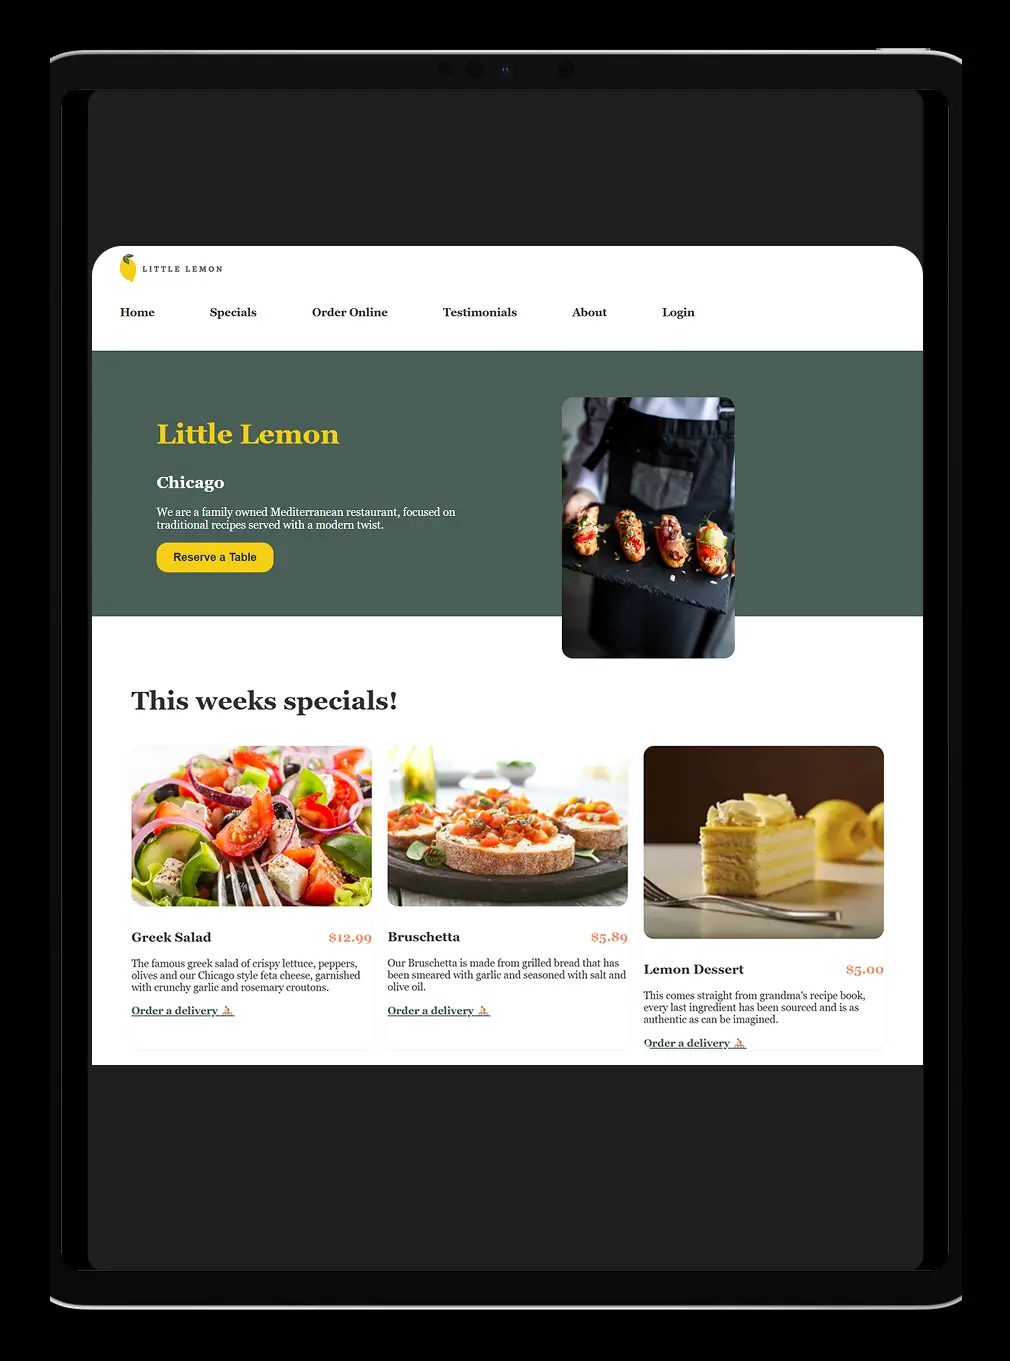 LITTLE LEMON
Home Specials Order Online Testimonials About Login
Little Lemon
Chicago
We are a family owned Mediterranean restaurant, focused on
traditional recipes served with a modern twist.
Reserve a Table
This weeks specials!
Greek Salad $12.99
The famous greek salad of crispy lettuce, peppers,
olives and our Chicago style feta cheese, garnished
with crunchy garlic and rosemary croutons.
Order a delivery
Bruschetta $5.89
Our Bruschetta is made from grilled bread that has
been smeared with garlic and seasoned with salt and
olive oil.
Order a delivery
Lemon Dessert $5.00
This comes straight from grandma's recipe book,
every last ingredient has been sourced and is as
authentic as can be imagined.
Order a delivery